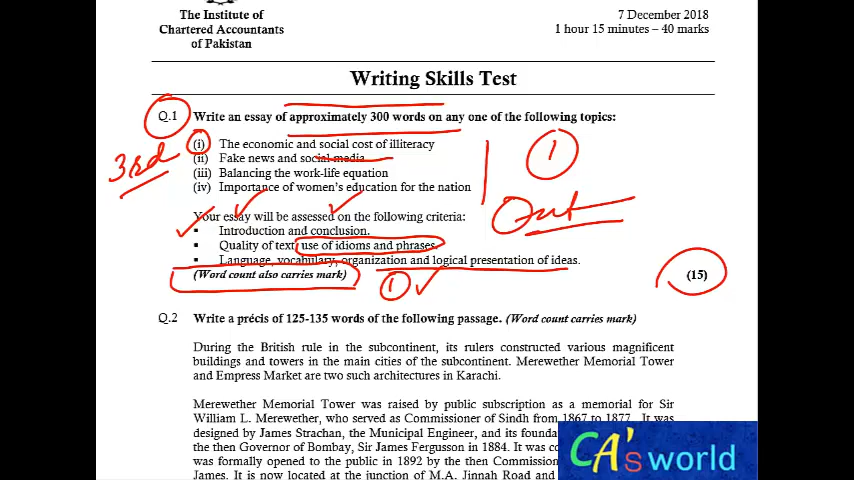 The Institute of
Chartered Accountants
of Pakistan
7 December 2018
1 hour 15 minutes – 40 marks
Writing Skills Test
Q.1 Write an essay of approximately 300 words on any one of the following topics:
(i) The economic and social cost of illiteracy
(ii) Fake news and social media
(iii) Balancing the work-life equation
(iv) Importance of women's education for the nation
3rd
1
Out
Your essay will be assessed on the following criteria:
▪ Introduction and conclusion.
▪ Quality of text, use of idioms and phrases.
▪ Language, vocabulary, organization and logical presentation of ideas.
(Word count also carries mark)
1
(15)
Q.2 Write a précis of 125-135 words of the following passage. (Word count carries mark)
During the British rule in the subcontinent, its rulers constructed various magnificent
buildings and towers in the main cities of the subcontinent. Merewether Memorial Tower
and Empress Market are two such architectures in Karachi.
Merewether Memorial Tower was raised by public subscription as a memorial for Sir
William L. Merewether, who served as Commissioner of Sindh from 1867 to 1877. It was
designed by James Strachan, the Municipal Engineer, and its founda
the then Governor of Bombay, Sir James Fergusson in 1884. It was co
was formally opened to the public in 1892 by the then Commission
James. It is now located at the junction of M.A. Jinnah Road and
CA's world